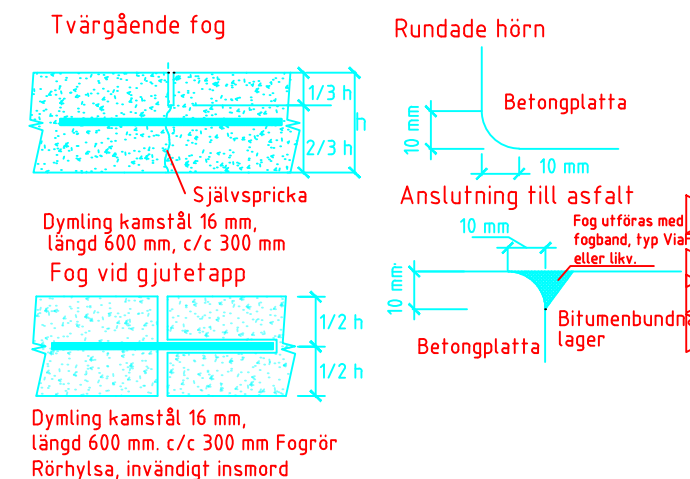 Tvärgående fog
1/3 h
h
2/3 h
Självspricka
Dymling kamstål 16 mm,
längd 600 mm, c/c 300 mm
Fog vid gjutetapp
1/2 h
1/2 h
Dymling kamstål 16 mm,
längd 600 mm. c/c 300 mm Fogrör
Rörhylsa, invändigt insmord
Rundade hörn
Betongplatta
10 mm
10 mm
Anslutning till asfalt
10 mm
Fog utföras med
fogband, typ
eller likv.
10 mm
Betongplatta
lager